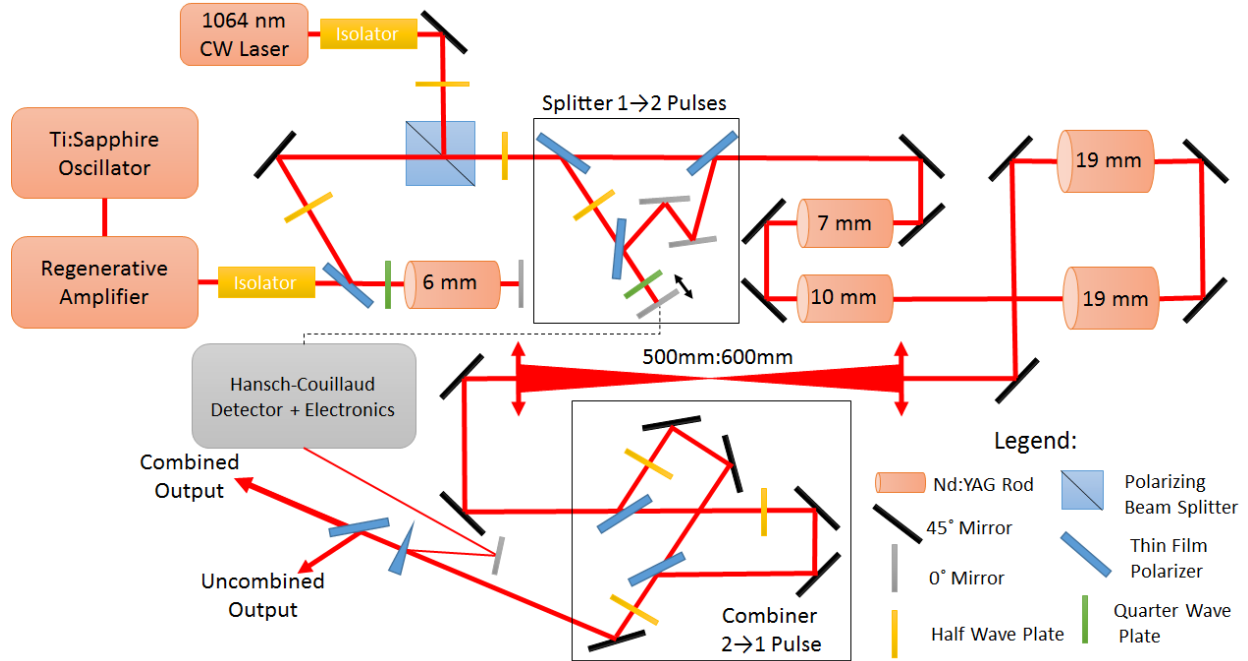 1064 nm
CW Laser
Isolator
Splitter 1→2 Pulses
Ti:Sapphire
Oscillator
19 mm
7 mm
Regenerative
Amplifier
Isolator
6 mm
10 mm
19 mm
500mm:600mm
Hansch-Couillaud
Detector + Electronics
Combined
Output
Uncombined
Output
Combiner
2→1 Pulse
Legend:
Nd:YAG Rod
Polarizing
Beam Splitter
45° Mirror
Thin Film
Polarizer
0° Mirror
Half Wave Plate
Quarter Wave
Plate